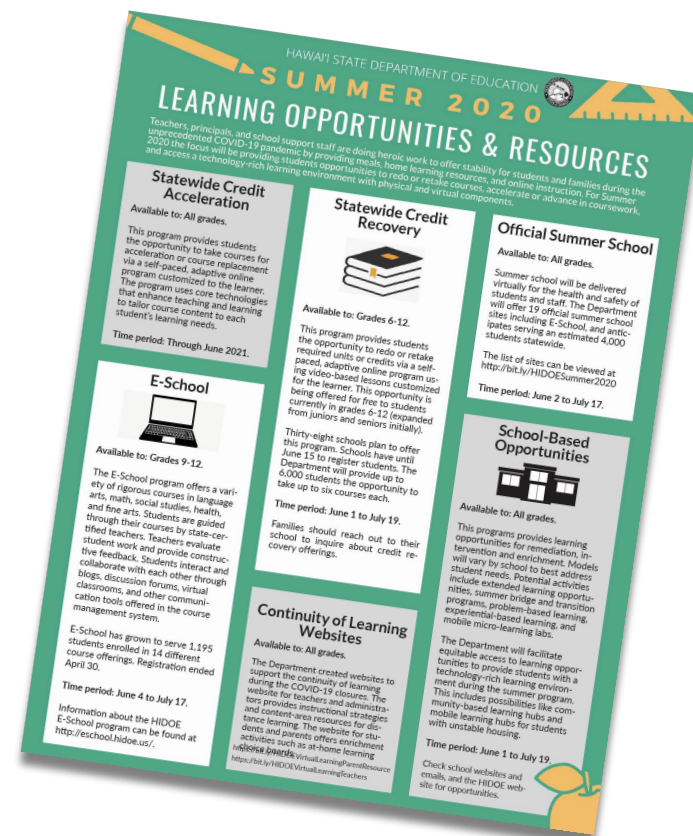 HAWAI'I STATE DEPARTMENT OF EDUCATION
SUMMER 2020
LEARNING OPPORTUNITIES & RESOURCES
Teachers, principals, and school support staff are doing heroic work to offer stability for students and families during the
unprecedented COVID-19 pandemic by providing meals, home learning resources, and online instruction. For Summer
2020 the focus will be providing students opportunities to redo or retake courses, accelerate or advance in coursework,
and access a technology-rich learning environment with physical and virtual components.
Statewide Credit
Acceleration
Available to: All grades.
This program provides students
the opportunity to take courses for
acceleration or course replacement
via a self-paced, adaptive online
program customized to the learner.
The program uses core technologies
that enhance teaching and learning
to tailor course content to each
student's learning needs.
Time period: Through June 2021.
E-School
Available to: Grades 9-12.
The E-School program offers a vari-
ety of rigorous courses in language
arts, math, social studies, health,
and fine arts. Students are guided
through their courses by state-cer-
tified teachers. Teachers evaluate
student work and provide construc-
tive feedback. Students interact and
collaborate with each other through
blogs, discussion forums, virtual
classrooms, and other communi-
cation tools offered in the course
management system.
E-School has grown to serve 1,195
students enrolled in 14 different
course offerings. Registration ended
April 30.
Time period: June 4 to July 17.
Information about the HIDOE
E-School program can be found at
http://eschool.hidoe.us/.
Statewide Credit
Recovery
Available to: Grades 6-12.
This program provides students
the opportunity to redo or retake
required units or credits via a self-
paced, adaptive online program us-
ing video-based lessons customized
for the learner. This opportunity is
being offered for free to students
currently in grades 6-12 (expanded
from juniors and seniors initially).
Thirty-eight schools plan to offer
this program. Schools have until
June 15 to register students. The
Department will provide up to
6,000 students the opportunity to
take up to six courses each.
Time period: June 1 to July 19.
Families should reach out to their
school to inquire about credit re-
covery offerings.
Continuity of Learning
Websites
Available to: All grades.
The Department created websites to
support the continuity of learning
during the COVID-19 closures. The
website for teachers and administra-
tors provides instructional strategies
and content-area resources for dis-
tance learning. The website for stu-
dents and parents offers enrichment
activities such as at-home learning
choice boards.
https://bit.ly/HIDOEVirtualLearningParentResource
https://bit.ly/HIDOEVirtualLearningTeachers
Official Summer School
Available to: All grades.
Summer school will be delivered
virtually for the health and safety of
students and staff. The Department
will offer 19 official summer school
sites including E-School, and antic-
ipates serving an estimated 4,000
students statewide.
The list of sites can be viewed at
http://bit.ly/HIDOESummer2020
Time period: June 2 to July 17.
School-Based
Opportunities
Available to: All grades.
This programs provides learning
opportunities for remediation, in-
tervention and enrichment. Models
will vary by school to best address
student needs. Potential activities
include extended learning opportu-
nities, summer bridge and transition
programs, problem-based learning,
experiential-based learning, and
mobile micro-learning labs.
The Department will facilitate
equitable access to learning oppor-
tunities to provide students with a
technology-rich learning environ-
ment during the summer program.
This includes possibilities like com-
munity-based learning hubs and
mobile learning hubs for students
with unstable housing.
Time period: June 1 to July 19.
Check school websites and
emails, and the HIDOE web-
site for opportunities.